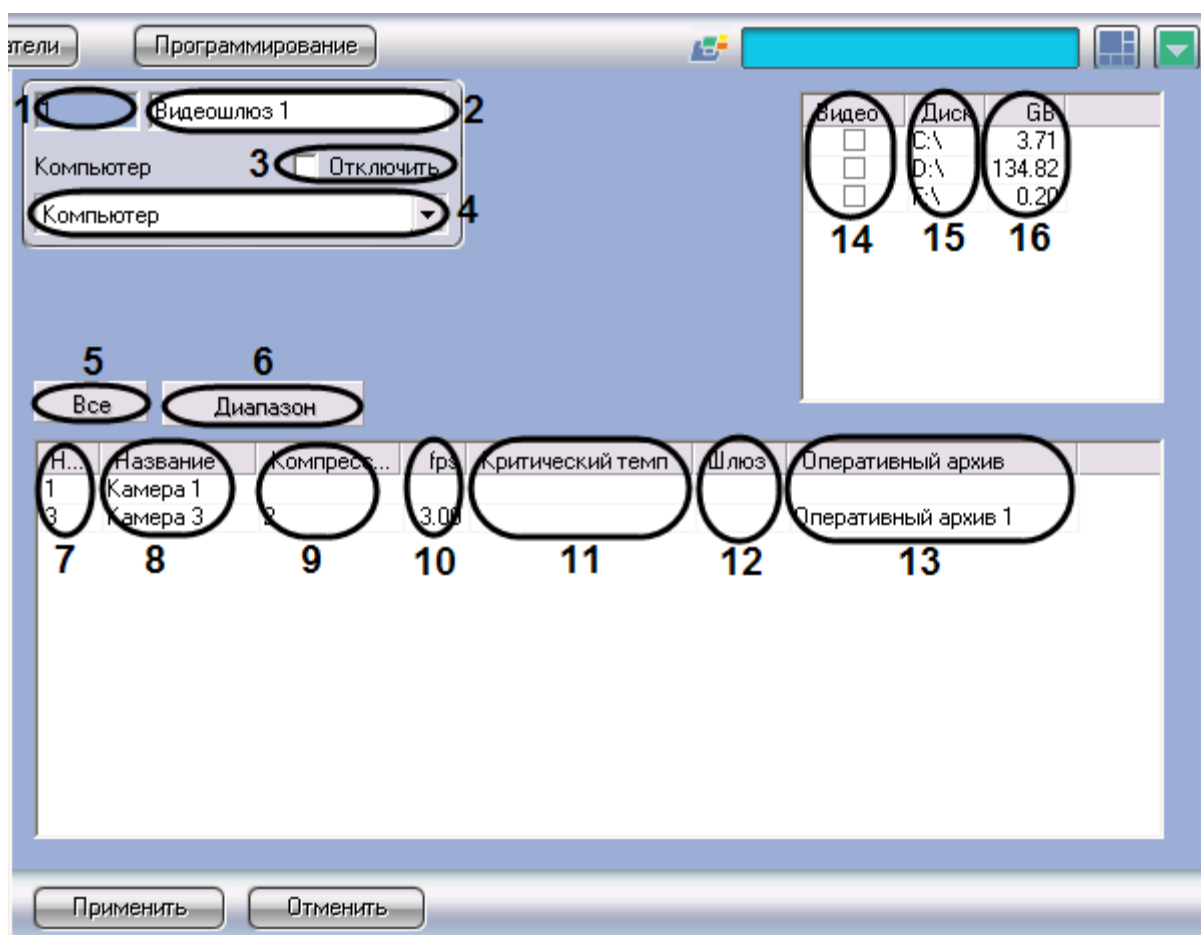 атели Программирование
1 1 Видеошлюз 1 2
Компьютер 3 Отключить
Компьютер 4
Видео Диск GB
C:\ 3.71
D:\ 134.82
F:\ 0.20
14 15 16
5 6
Все Диапазон
Н... Название Компресс... fps Критический темп Шлюз Оперативный архив
1 Камера 1
3 Камера 3 2 3.00 Оперативный архив 1
7 8 9 10 11 12 13
Применить Отменить